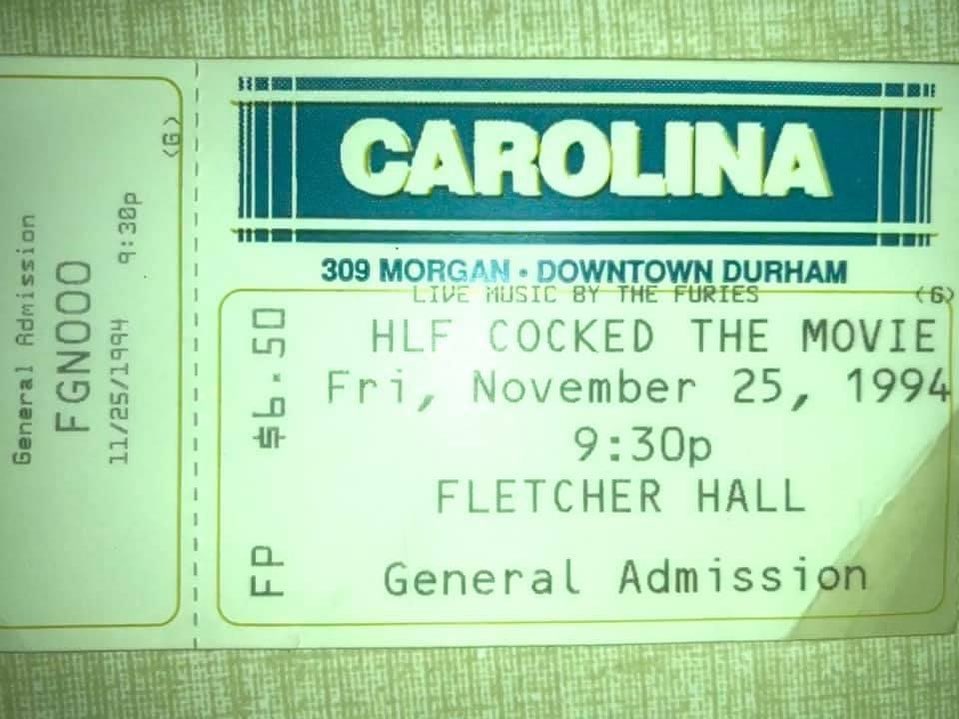 General Admission
FGN000
11/25/1994 9:30p
(G)
CAROLINA
309 MORGAN • DOWNTOWN DURHAM
LIVE MUSIC BY THE FURIES (G)
HLF COCKED THE MOVIE
Fri, November 25, 1994
9:30p
FLETCHER HALL
General Admission
$6.50
FP